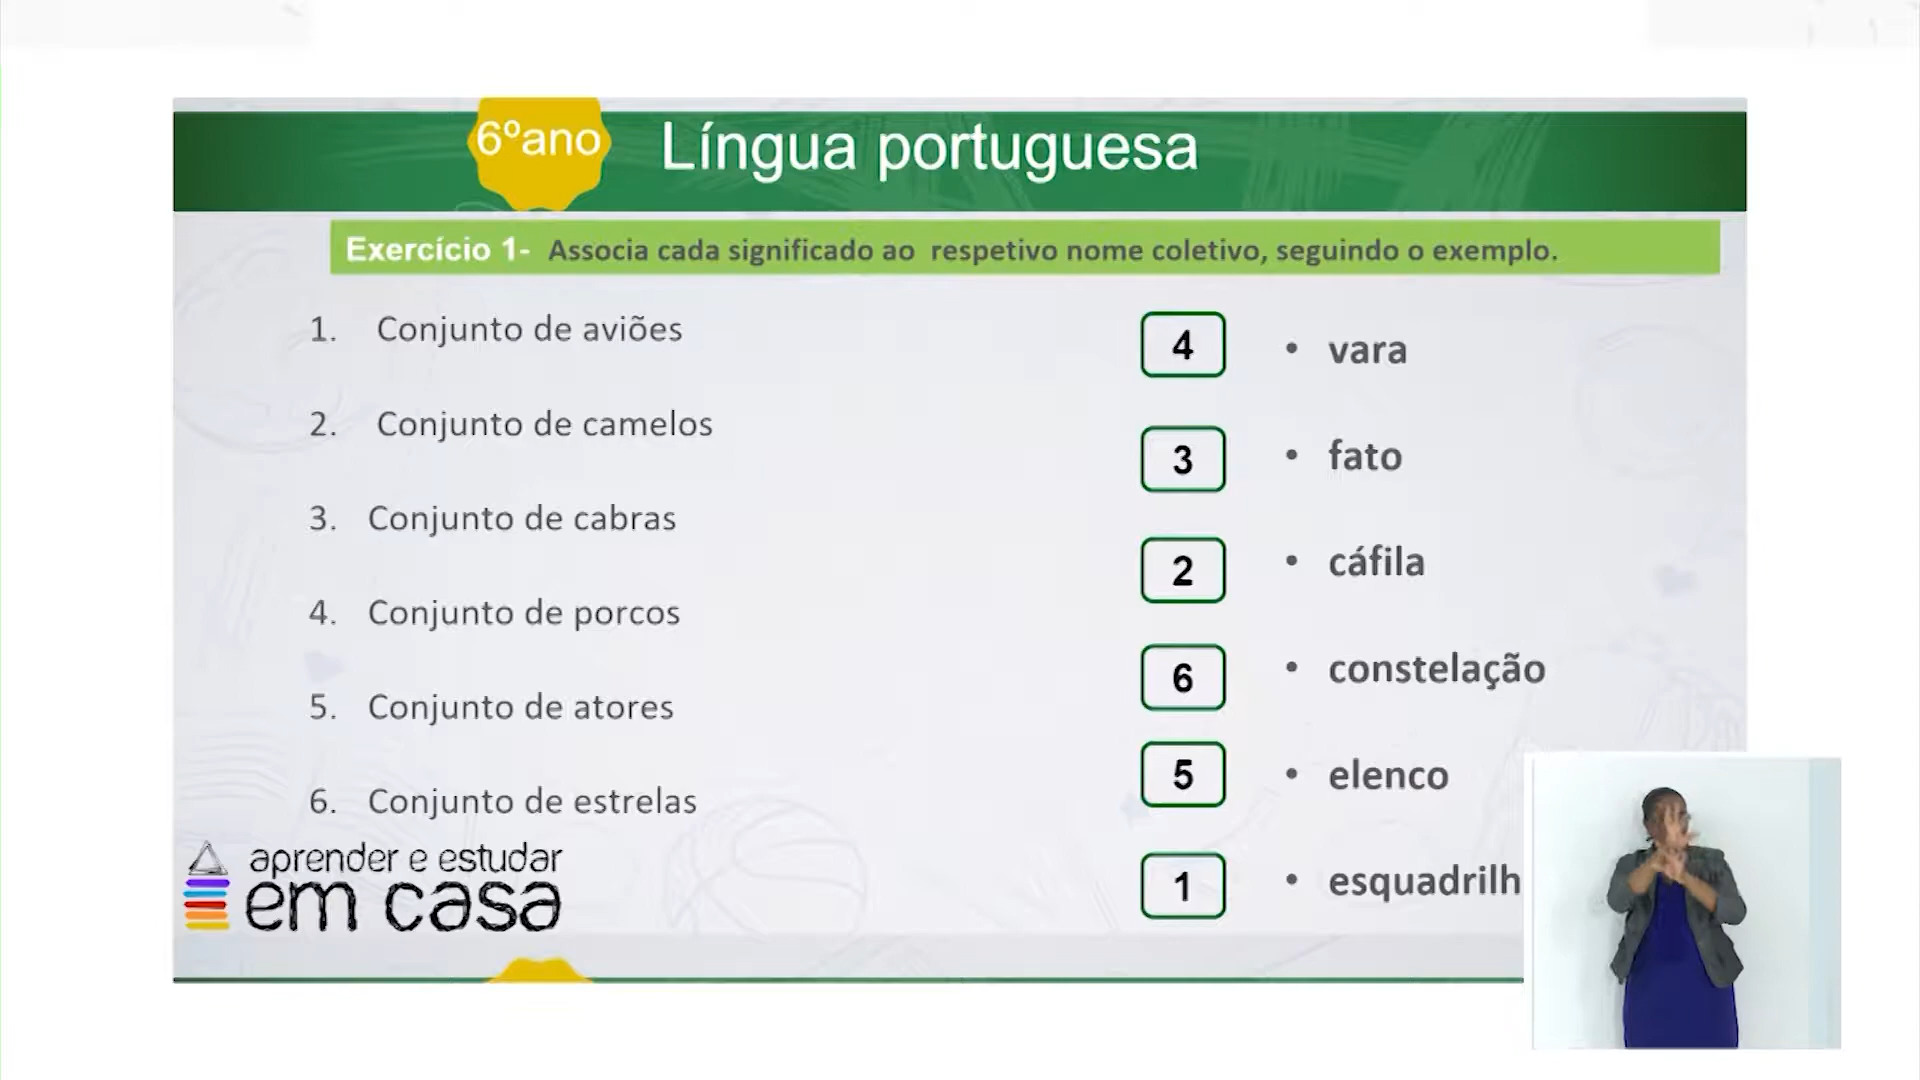 6ºano
Língua portuguesa
Exercício 1- Associa cada significado ao respetivo nome coletivo, seguindo o exemplo.
1. Conjunto de aviões
2. Conjunto de camelos
3. Conjunto de cabras
4. Conjunto de porcos
5. Conjunto de atores
6. Conjunto de estrelas
4 • vara
3 • fato
2 • cáfila
6 • constelação
5 • elenco
1 • esquadrilh
aprender e estudar
em casa